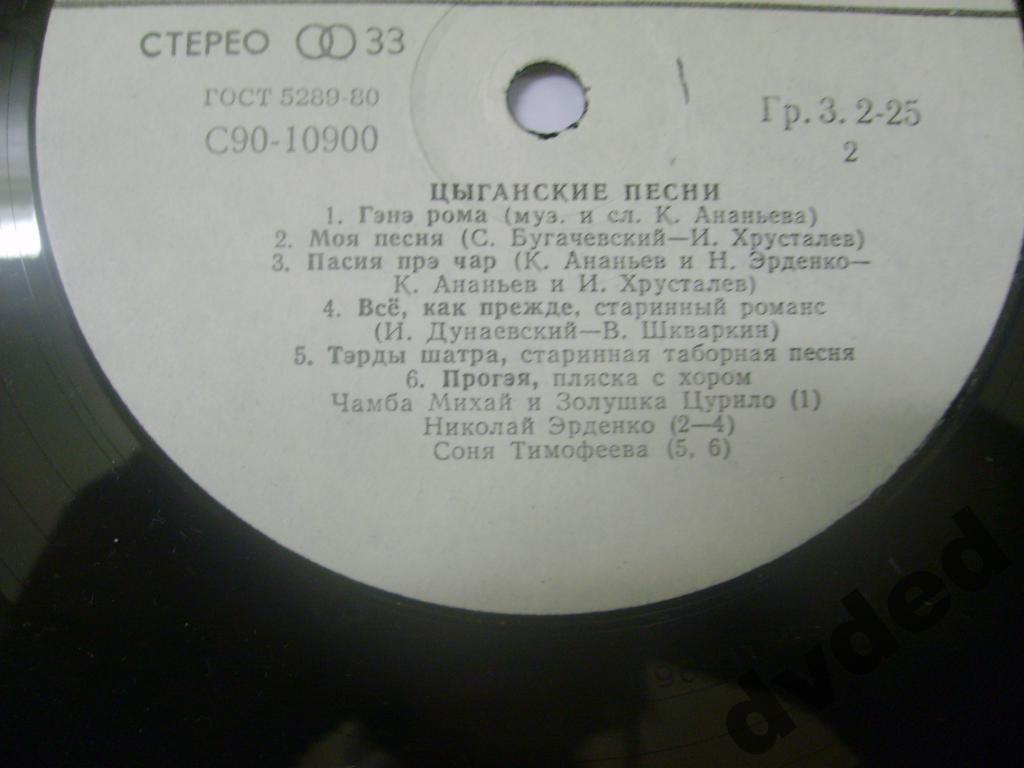 СТЕРЕО 33
ГОСТ 5289-80
С90-10900
Гр. 3. 2-25
2
ЦЫГАНСКИЕ ПЕСНИ
1. Гэнэ рома (муз. и сл. К. Ананьева)
2. Моя песня (С. Бугачевский—И. Хрусталев)
3. Пасия прэ чар (К. Ананьев и Н. Эрденко—
К. Ананьев и И. Хрусталев)
4. Всё, как прежде, старинный романс
(И. Дунаевский—В. Шкваркин)
5. Тэрды шатра, старинная таборная песня
6. Прогэя, пляска с хором
Чамба Михай и Золушка Цурило (1)
Николай Эрденко (2—4)
Соня Тимофеева (5, 6)
dvded